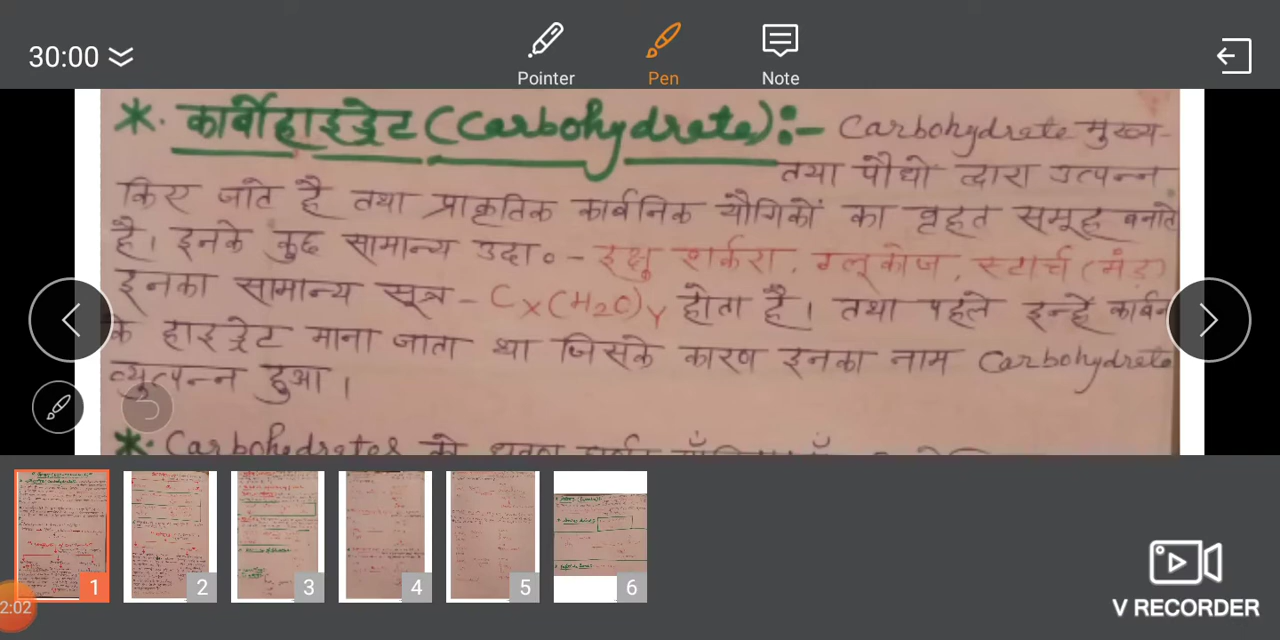 30:00
Pointer
Pen
Note
*. कार्बोहाइड्रेट (Carbohydrate):- Carbohydrate मुख्य-
तया पौधों द्वारा उत्पन्न
किए जाते है तथा प्राकृतिक कार्बनिक यौगिकों का वृहत समूह बनाते
है। इनके कुछ सामान्य उदा०- इक्षु शर्करा, ग्लूकोज, स्टार्च (मंड)
इनका सामान्य सूत्र - Cx(H2O)Y होता है। तथा पहले इन्हें कार्बन
के हाइड्रेट माना जाता था जिसके कारण इनका नाम Carbohydrate
व्युत्पन्न हुआ।
*. Carbohedrates को
1
2
3
4
5
6
2:02
V RECORDER